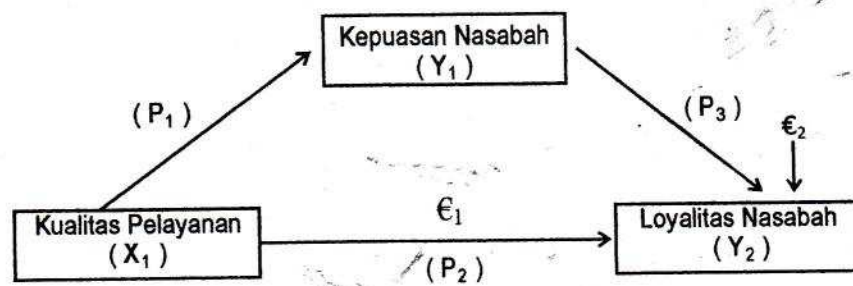 Kepuasan Nasabah
( Y₁ )
( P₁ )
( P₃ )
€₂
Kualitas Pelayanan
( X₁ )
€₁
( P₂ )
Loyalitas Nasabah
( Y₂ )